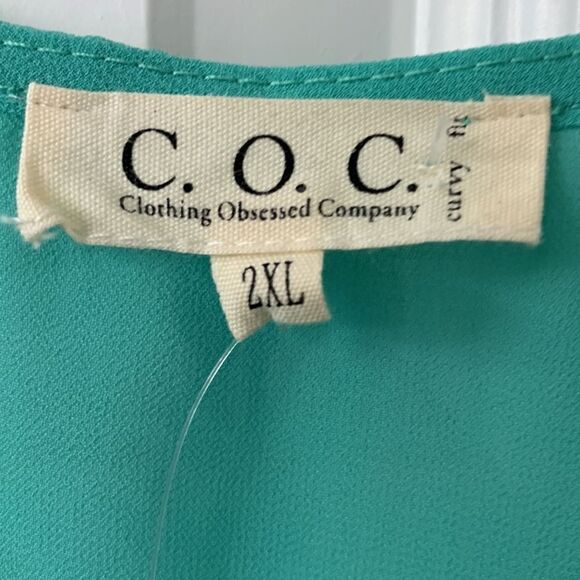 C. O. C.
Clothing Obsessed Company
curvy
2XL